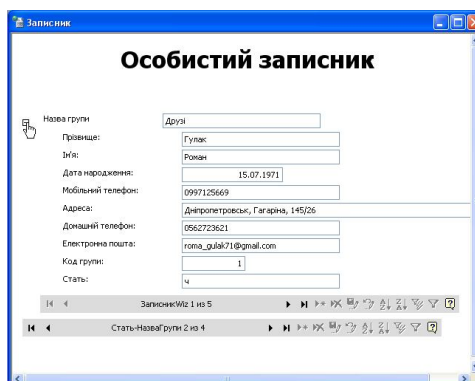 Записник
Особистий записник
Назва групи Друзі
Прізвище: Гулак
Ім'я: Роман
Дата народження: 15.07.1971
Мобільний телефон: 0997125669
Адреса: Дніпропетровськ, Гагаріна, 145/26
Домашній телефон: 0562723621
Електронна пошта: roma_gulak71@gmail.com
Код групи: 1
Стать: ч
ЗаписникWiz 1 из 5
Стать-НазваГрупи 2 из 4